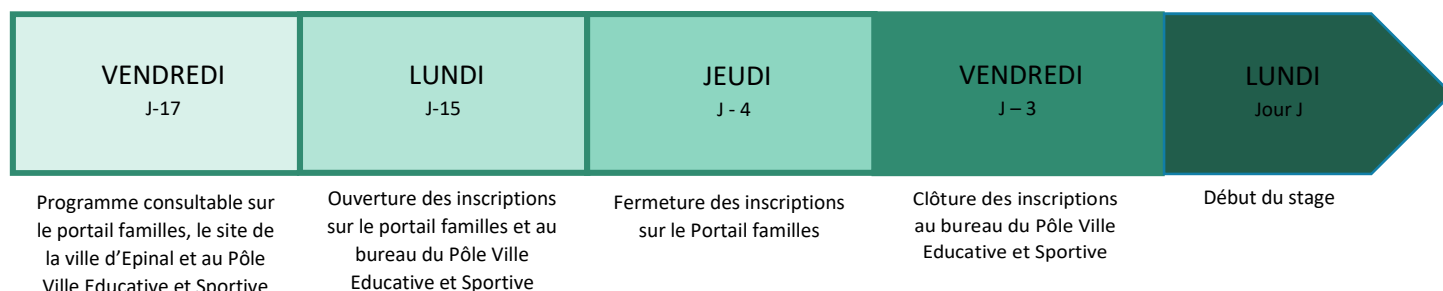 VENDREDI
J-17
LUNDI
J-15
JEUDI
J - 4
VENDREDI
J – 3
LUNDI
Jour J
Programme consultable sur
le portail familles, le site de
la ville d’Epinal et au Pôle
Ville Educative et Sportive
Ouverture des inscriptions
sur le portail familles et au
bureau du Pôle Ville
Educative et Sportive
Fermeture des inscriptions
sur le Portail familles
Clôture des inscriptions
au bureau du Pôle Ville
Educative et Sportive
Début du stage